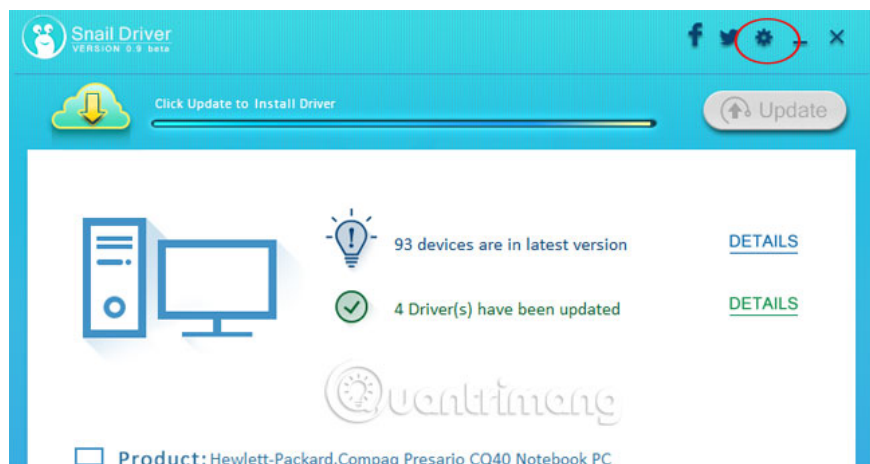 Snail Driver
VERSION 0.9 beta
Click Update to Install Driver
Update
93 devices are in latest version
DETAILS
4 Driver(s) have been updated
DETAILS
Quantrimang
Product: Hewlett-Packard,Compaq Presario CQ40 Notebook PC